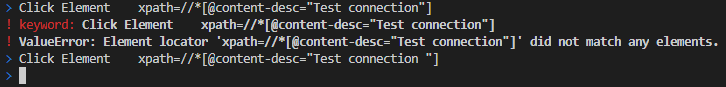 > Click Element    xpath=//*[@content-desc="Test connection"]
! keyword: Click Element    xpath=//*[@content-desc="Test connection"]
! ValueError: Element locator 'xpath=//*[@content-desc="Test connection"]' did not match any elements.
> Click Element    xpath=//*[@content-desc="Test connection "]
>